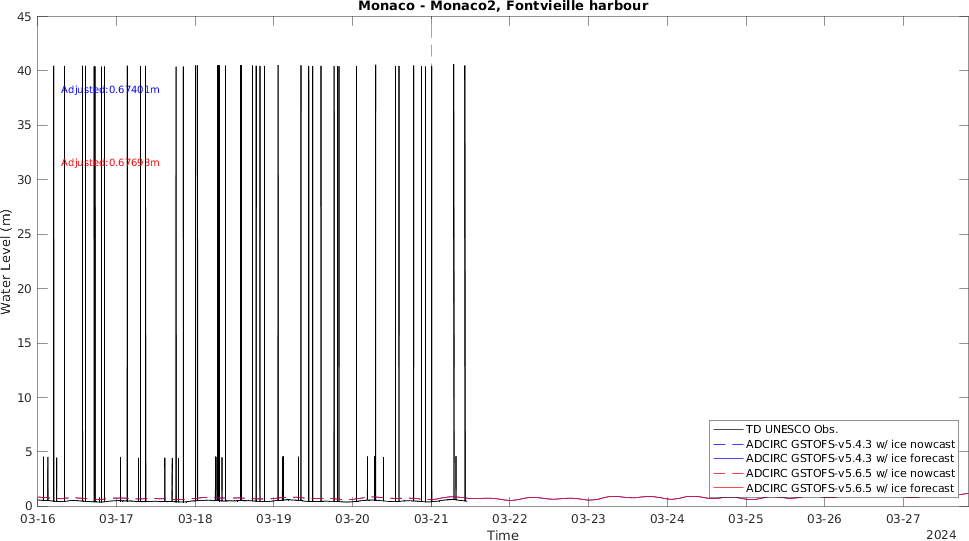 Monaco - Monaco2, Fontvieille harbour
45
40
35
30
25
20
15
10
5
0
Water Level (m)
Adjusted:0.67401m
Adjusted:0.67693m
TD UNESCO Obs.
ADCIRC GSTOFS-v5.4.3 w/ ice nowcast
ADCIRC GSTOFS-v5.4.3 w/ ice forecast
ADCIRC GSTOFS-v5.6.5 w/ ice nowcast
ADCIRC GSTOFS-v5.6.5 w/ ice forecast
03-16 03-17 03-18 03-19 03-20 03-21 03-22 03-23 03-24 03-25 03-26 03-27
Time
2024